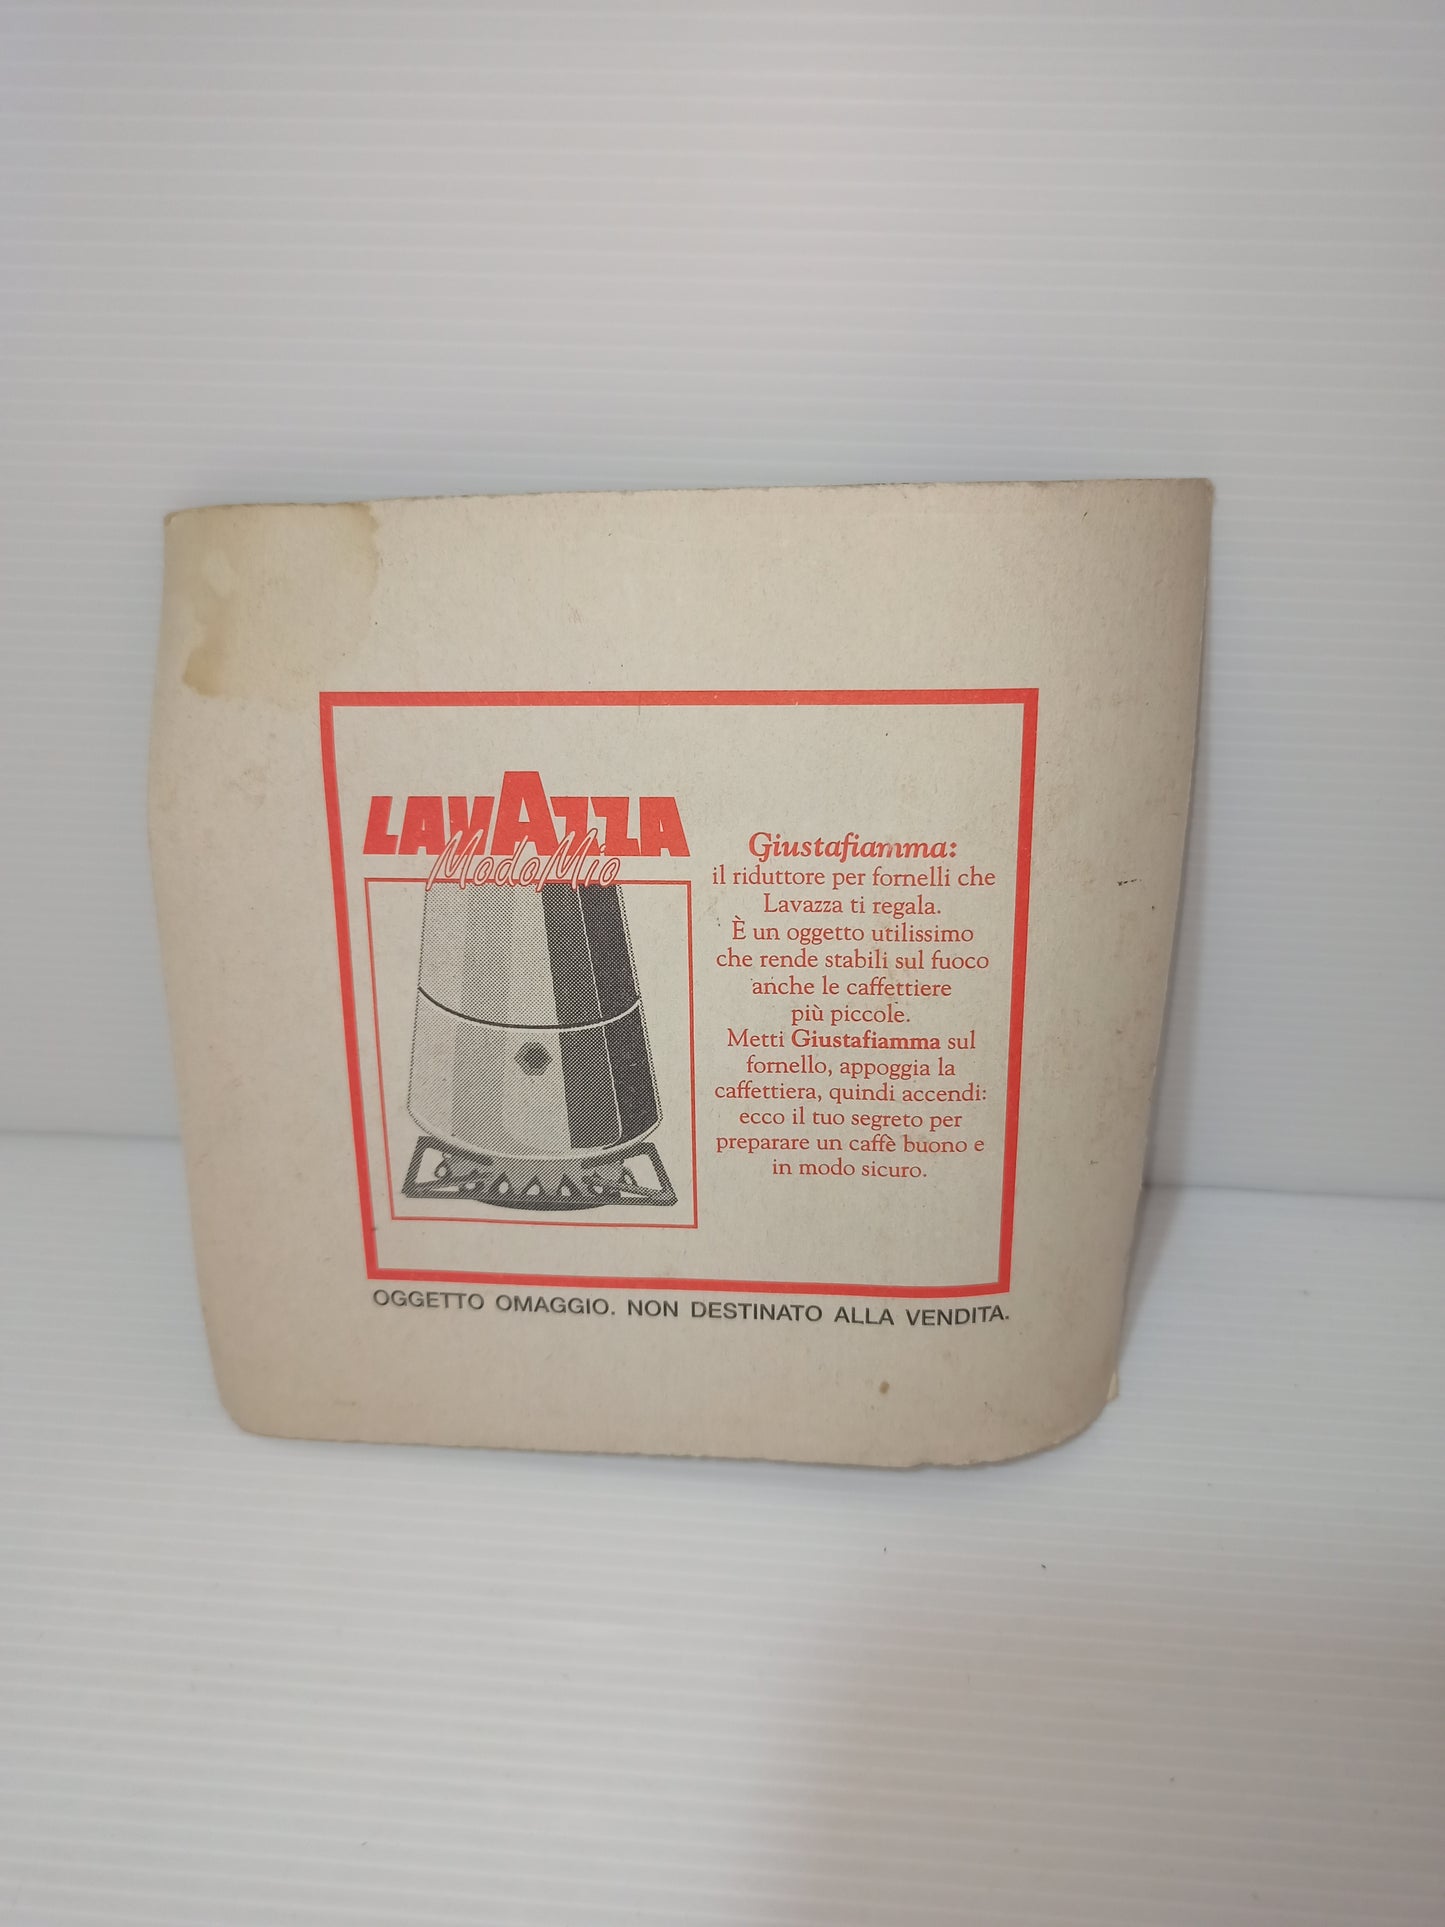 LAVAZZA
ModoMio
Giustafiamma:
il riduttore per fornelli che
Lavazza ti regala.
È un oggetto utilissimo
che rende stabili sul fuoco
anche le caffettiere
più piccole.
Metti Giustafiamma sul
fornello, appoggia la
caffettiera, quindi accendi:
ecco il tuo segreto per
preparare un caffè buono e
in modo sicuro.
OGGETTO OMAGGIO. NON DESTINATO ALLA VENDITA.